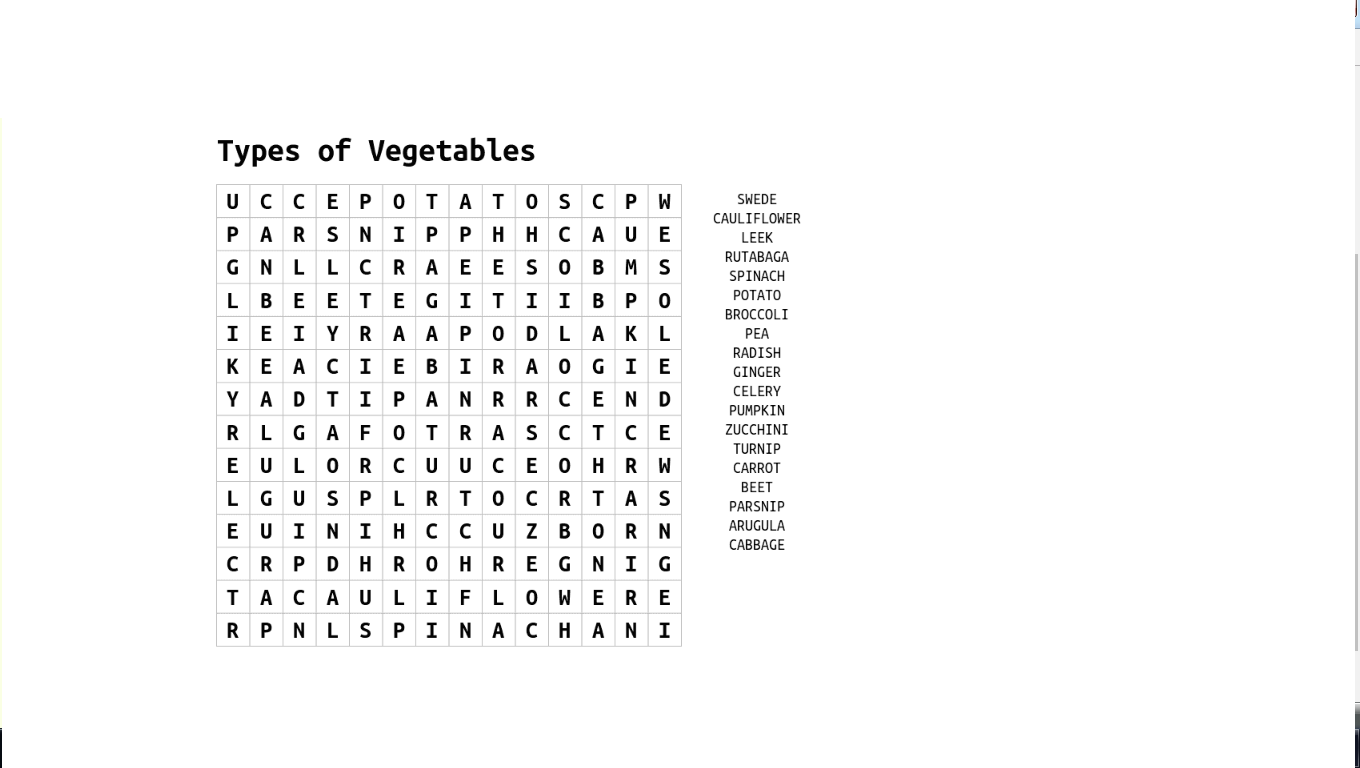 Types of Vegetables
U C C E P O T A T O S C P W
P A R S N I P P H H C A U E
G N L L C R A E E S O B M S
L B E E T E G I T I I B P O
I E I Y R A A P O D L A K L
K E A C I E B I R A O G I E
Y A D T I P A N R R C E N D
R L G A F O T R A S C T C E
E U L O R C U U C E O H R W
L G U S P L R T O C R T A S
E U I N I H C C U Z B O R N
C R P D H R O H R E G N I G
T A C A U L I F L O W E R E
R P N L S P I N A C H A N I
SWEDE
CAULIFLOWER
LEEK
RUTABAGA
SPINACH
POTATO
BROCCOLI
PEA
RADISH
GINGER
CELERY
PUMPKIN
ZUCCHINI
TURNIP
CARROT
BEET
PARSNIP
ARUGULA
CABBAGE